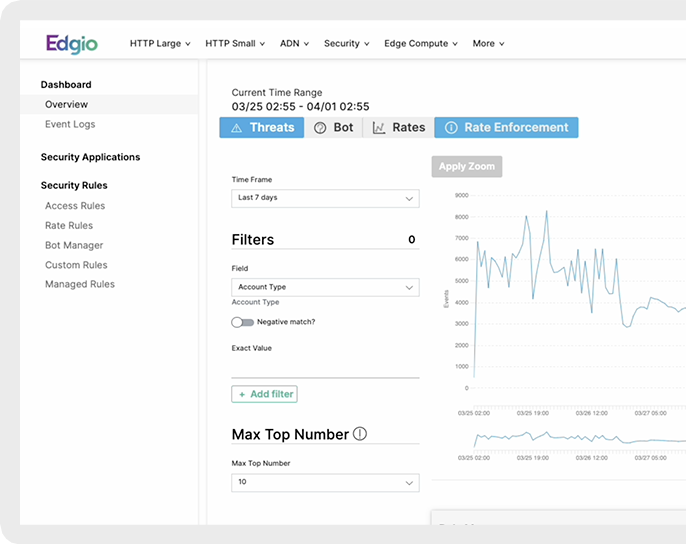 Edgio
HTTP Large HTTP Small ADN Security Edge Compute More
Dashboard
Overview
Event Logs
Security Applications
Security Rules
Access Rules
Rate Rules
Bot Manager
Custom Rules
Managed Rules
Current Time Range
03/25 02:55 - 04/01 02:55
Threats Bot Rates Rate Enforcement
Time Frame
Last 7 days
Filters 0
Field
Account Type
Account Type
Negative match?
Exact Value
+ Add filter
Max Top Number
Max Top Number
10
Apply Zoom
9000
8000
7000
6000
5000
4000
3000
2000
1000
0
Events
03/25 02:00 03/25 19:00 03/26 12:00 03/27 05:00
03/25 02:00 03/25 19:00 03/26 12:00 03/27 05:00